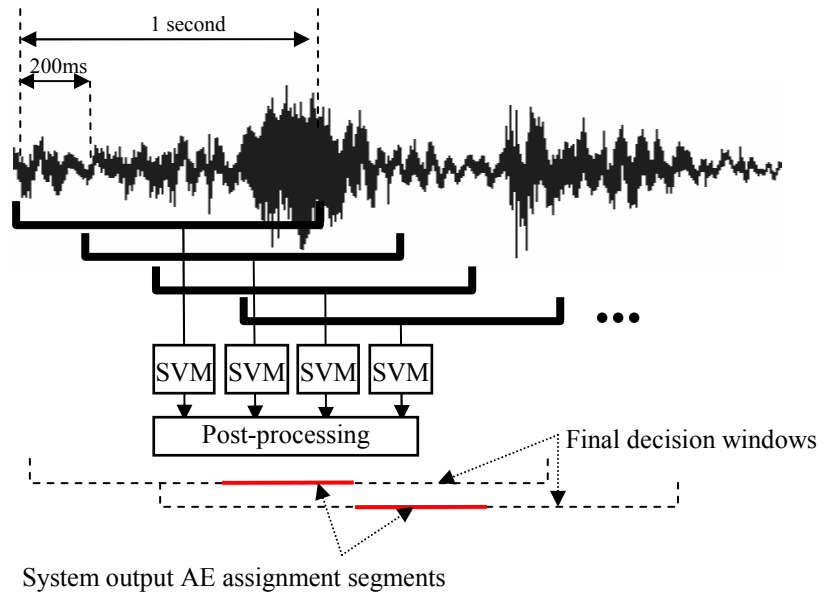 1 second
200ms
SVM SVM SVM SVM
Post-processing
Final decision windows
System output AE assignment segments